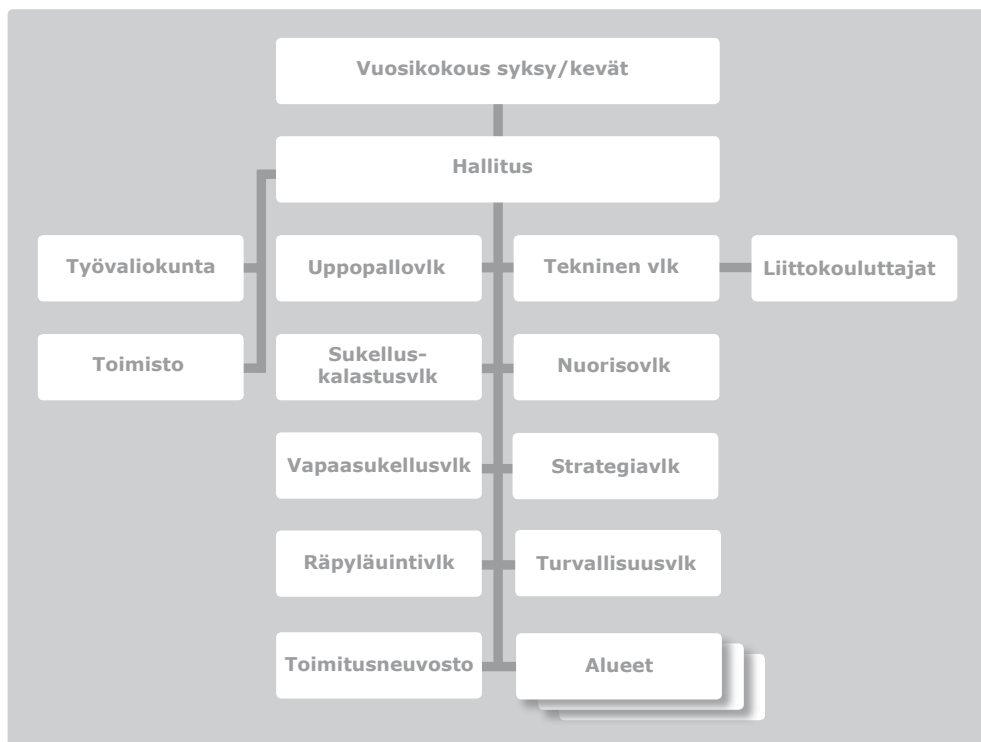 Vuosikokous syksy/kevät
Hallitus
Työvaliokunta
Uppopallovlk
Tekninen vlk
Liittokouluttajat
Toimisto
Sukellus-
kalastusvlk
Nuorisovlk
Vapaasukellusvlk
Strategiavlk
Räpyläuintivlk
Turvallisuusvlk
Toimitusneuvosto
Alueet